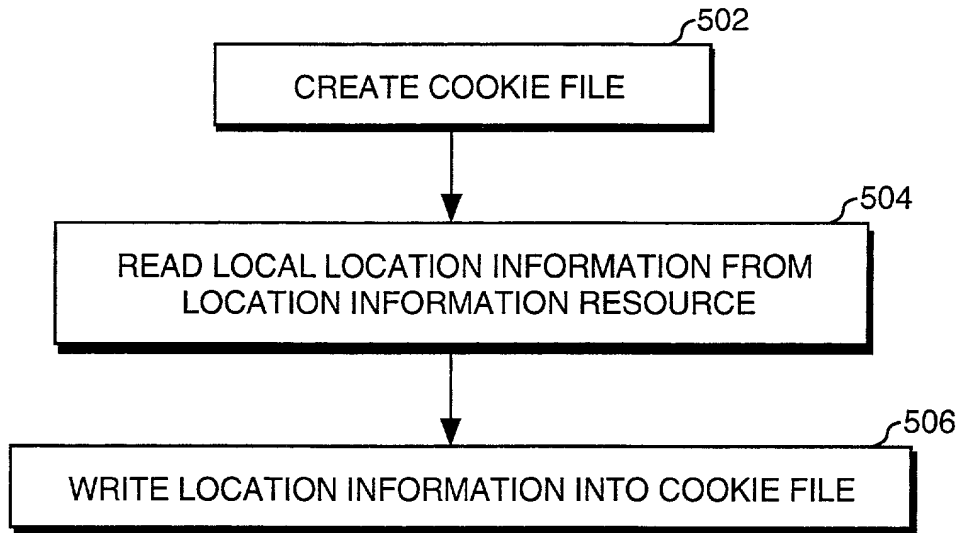 502
CREATE COOKIE FILE
504
READ LOCAL LOCATION INFORMATION FROM
LOCATION INFORMATION RESOURCE
506
WRITE LOCATION INFORMATION INTO COOKIE FILE